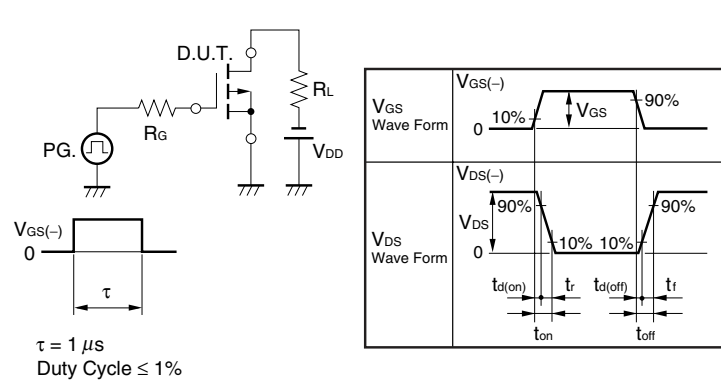 D.U.T.
RL
RG
PG.
VDD
VGS(−)
0
τ
τ = 1 μs
Duty Cycle ≤ 1%
VGS
Wave Form
VGS(−)
10%
VGS
90%
0
VDS
Wave Form
VDS(−)
90%
VDS
90%
10% 10%
0
td(on) tr td(off) tf
ton toff